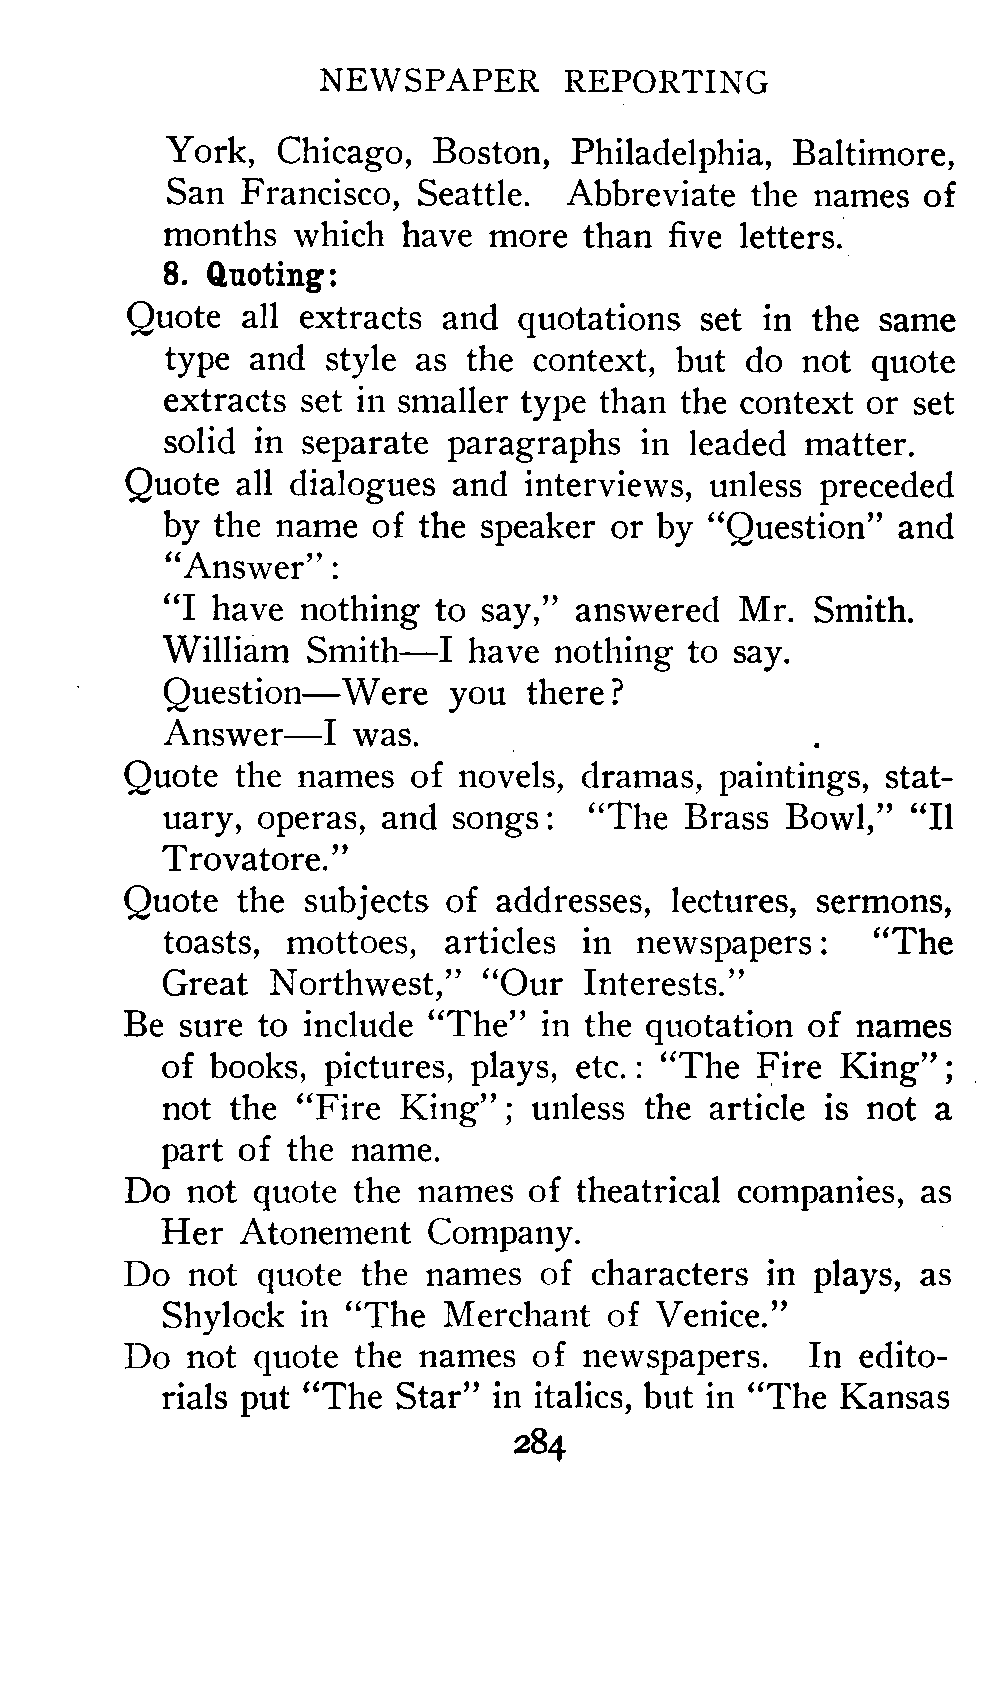 NEWSPAPER REPORTING
York, Chicago, Boston, Philadelphia, Baltimore,
San Francisco, Seattle. Abbreviate the names of
months which have more than five letters.
8. Quoting:
Quote all extracts and quotations set in the same
type and style as the context, but do not quote
extracts set in smaller type than the context or set
solid in separate paragraphs in leaded matter.
Quote all dialogues and interviews, unless preceded
by the name of the speaker or by “Question” and
“Answer”:
“I have nothing to say,” answered Mr. Smith.
William Smith—I have nothing to say.
Question—Were you there?
Answer—I was.
Quote the names of novels, dramas, paintings, stat-
uary, operas, and songs: “The Brass Bowl,” “Il
Trovatore.”
Quote the subjects of addresses, lectures, sermons,
toasts, mottoes, articles in newspapers: “The
Great Northwest,” “Our Interests.”
Be sure to include “The” in the quotation of names
of books, pictures, plays, etc.: “The Fire King”;
not the “Fire King”; unless the article is not a
part of the name.
Do not quote the names of theatrical companies, as
Her Atonement Company.
Do not quote the names of characters in plays, as
Shylock in “The Merchant of Venice.”
Do not quote the names of newspapers. In edito-
rials put “The Star” in italics, but in “The Kansas
284